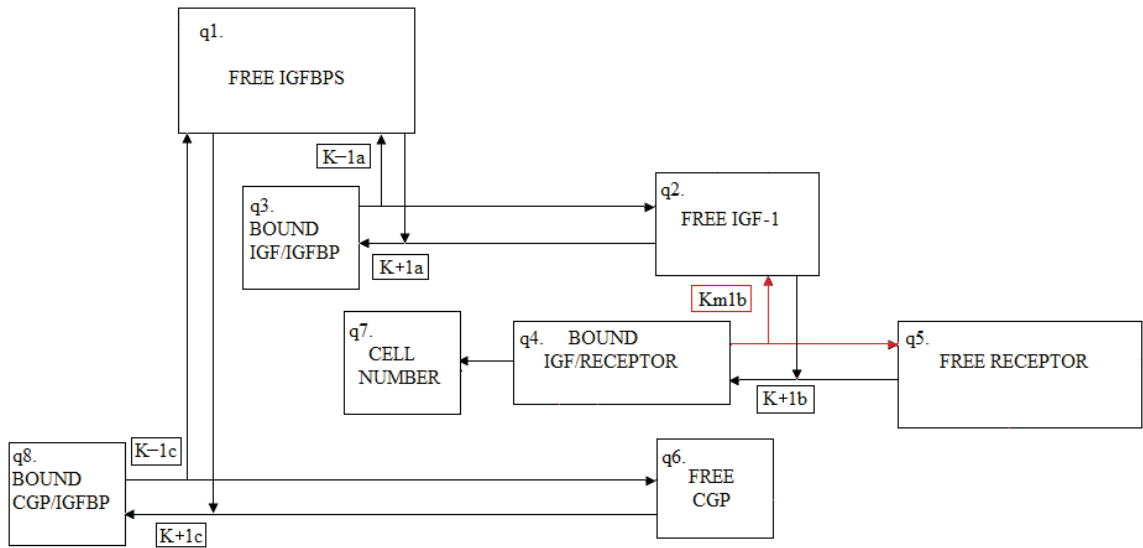 q1.
FREE IGFBPS
K−1a
q3.
BOUND
IGF/IGFBP
K+1a
q2.
FREE IGF-1
Km1b
q7.
CELL
NUMBER
q4. BOUND
IGF/RECEPTOR
K+1b
q5.
FREE RECEPTOR
K−1c
q8.
BOUND
CGP/IGFBP
K+1c
q6.
FREE
CGP